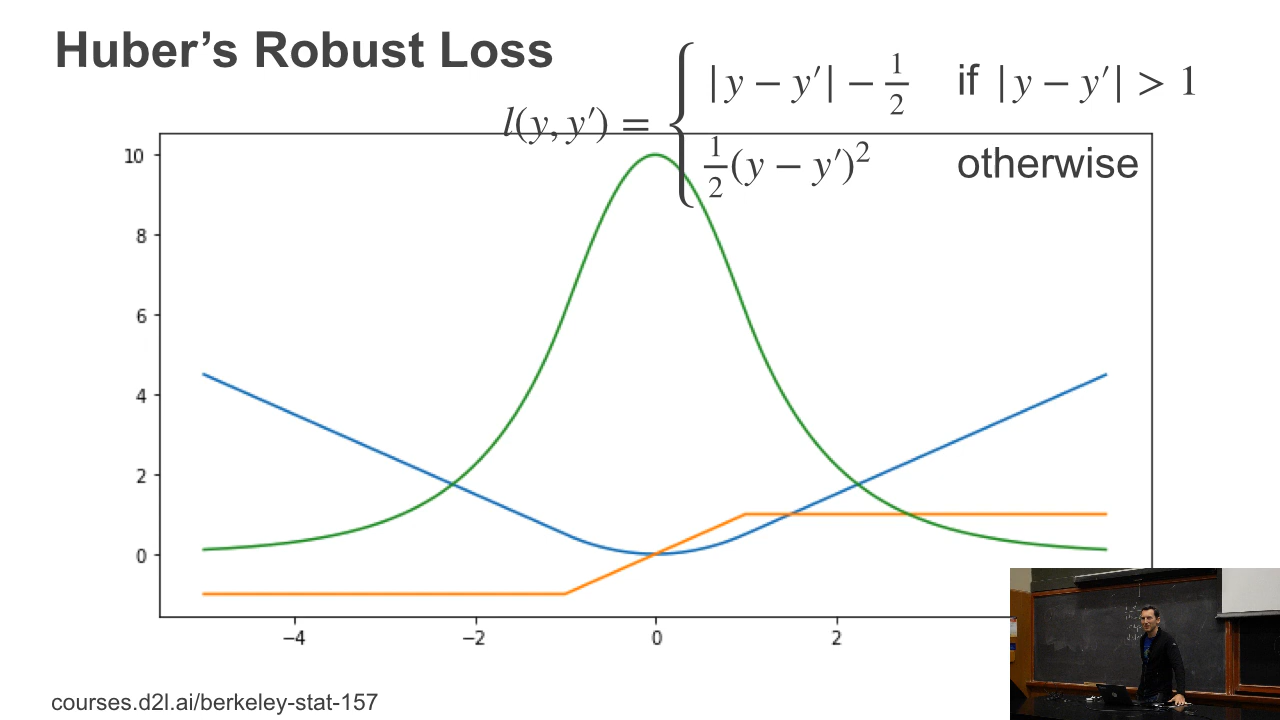 Huber’s Robust Loss
l(y, y′) = { |y − y′| − 1/2 if |y − y′| > 1
1/2(y − y′)² otherwise
10
8
6
4
2
0
−4 −2 0 2
courses.d2l.ai/berkeley-stat-157